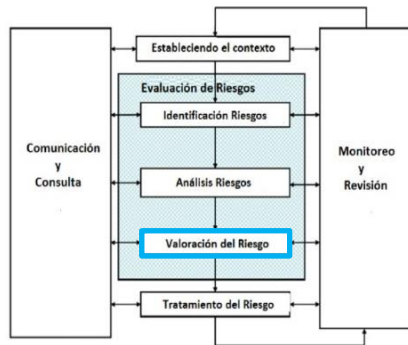 Estableciendo el contexto
Evaluación de Riesgos
Identificación Riesgos
Comunicación
y
Consulta
Análisis Riesgos
Monitoreo
y
Revisión
Valoración del Riesgo
Tratamiento del Riesgo